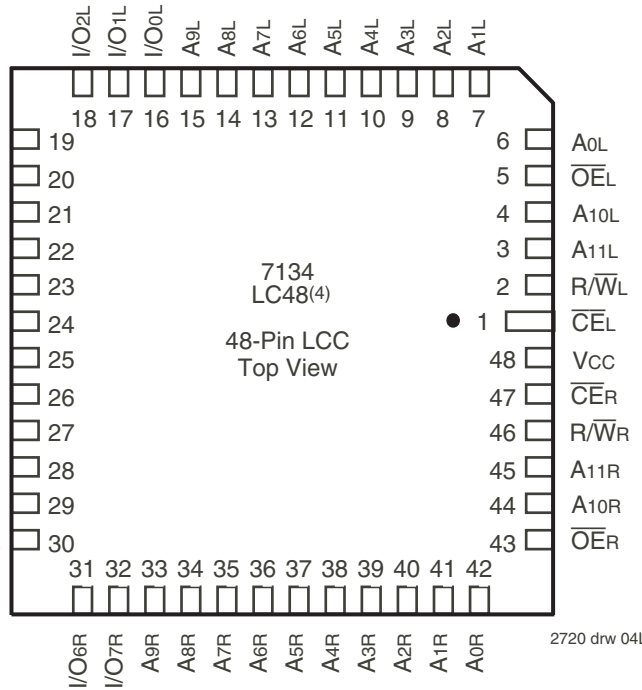 I/O2L I/O1L I/O0L A9L A8L A7L A6L A5L A4L A3L A2L A1L
18 17 16 15 14 13 12 11 10 9 8 7
19 6 A0L
20 5 OEL
21 4 A10L
22 3 A11L
23 2 R/WL
24 1 CEL
25 48 VCC
26 47 CER
27 46 R/WR
28 45 A11R
29 44 A10R
30 43 OER
7134
LC48(4)
48-Pin LCC
Top View
31 32 33 34 35 36 37 38 39 40 41 42
I/O6R I/O7R A9R A8R A7R A6R A5R A4R A3R A2R A1R A0R
2720 drw 04L